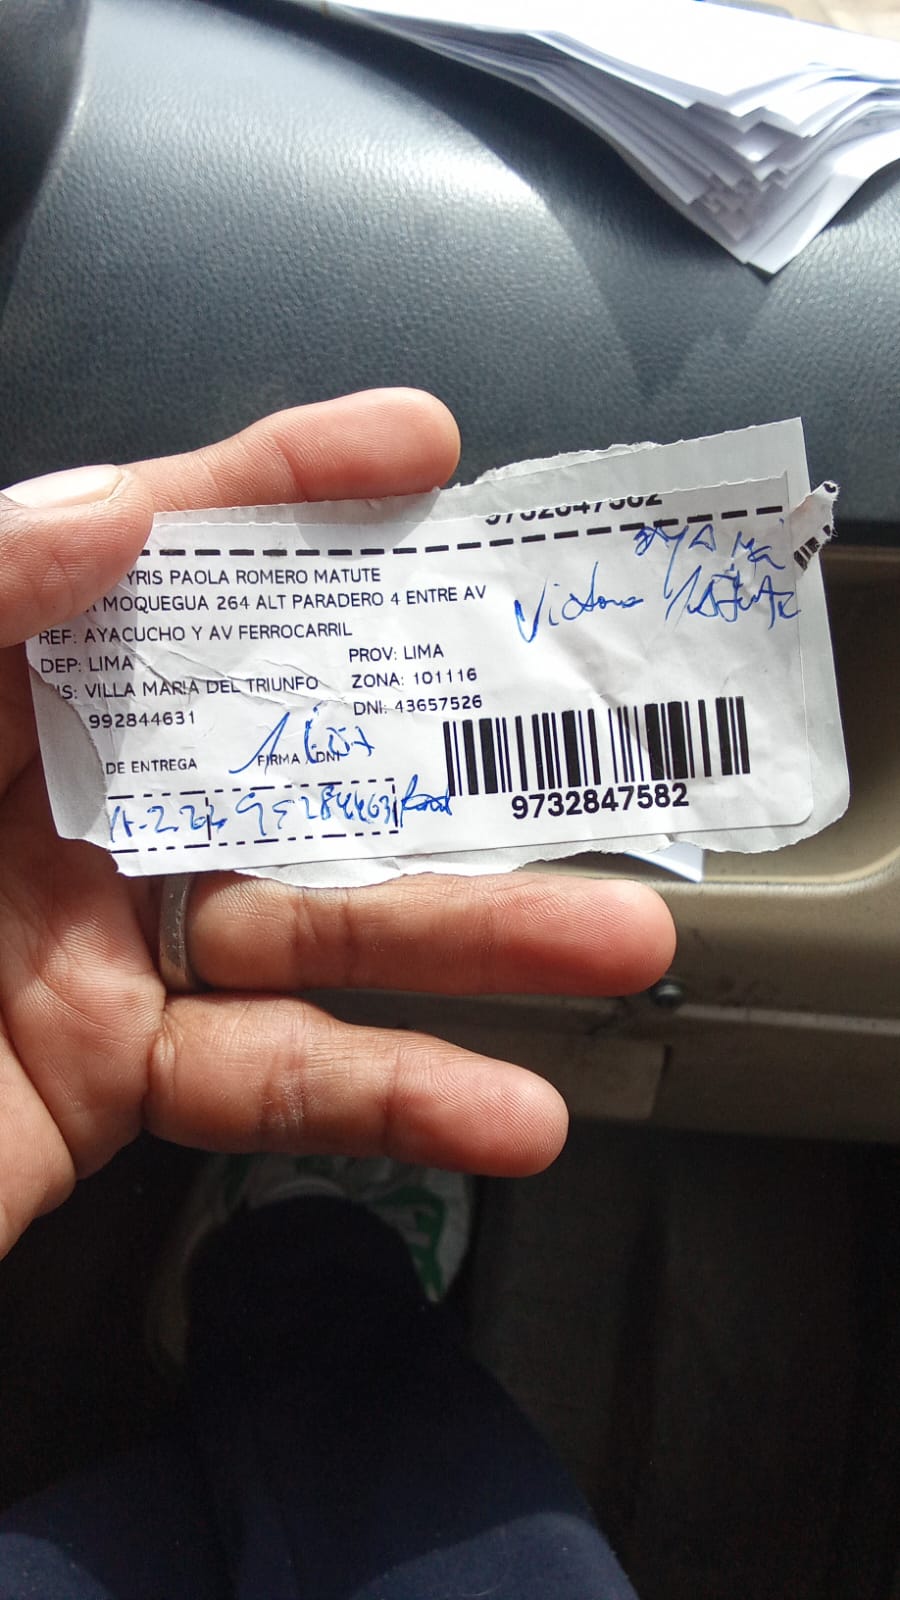 9732847582
YRIS PAOLA ROMERO MATUTE
MOQUEGUA 264 ALT PARADERO 4 ENTRE AV
REF: AYACUCHO Y AV FERROCARRIL
DEP: LIMA PROV: LIMA
IS: VILLA MARIA DEL TRIUNFO ZONA: 101116
992844631 DNI: 43657526
DE ENTREGA FIRMA DNI
9732847582